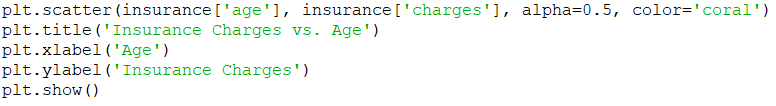 plt.scatter(insurance['age'], insurance['charges'], alpha=0.5, color='coral')
plt.title('Insurance Charges vs. Age')
plt.xlabel('Age')
plt.ylabel('Insurance Charges')
plt.show()